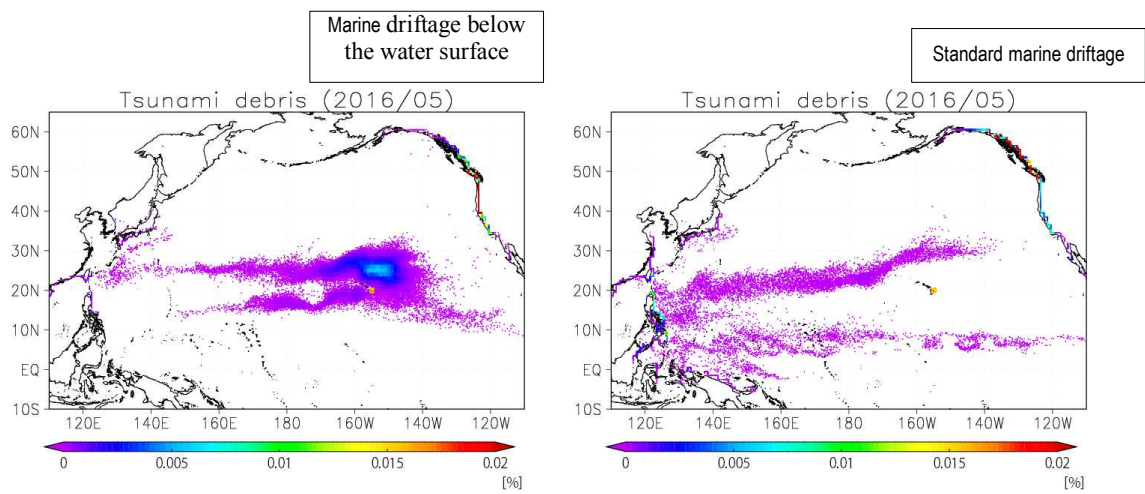 Marine driftage below
the water surface
Standard marine driftage
Tsunami debris (2016/05)
60N
50N
40N
30N
20N
10N
EQ
10S
120E 140E 160E 180 160W 140W 120W
0 0.005 0.01 0.015 0.02
[%]
Tsunami debris (2016/05)
60N
50N
40N
30N
20N
10N
EQ
10S
120E 140E 160E 180 160W 140W 120W
0 0.005 0.01 0.015 0.02
[%]